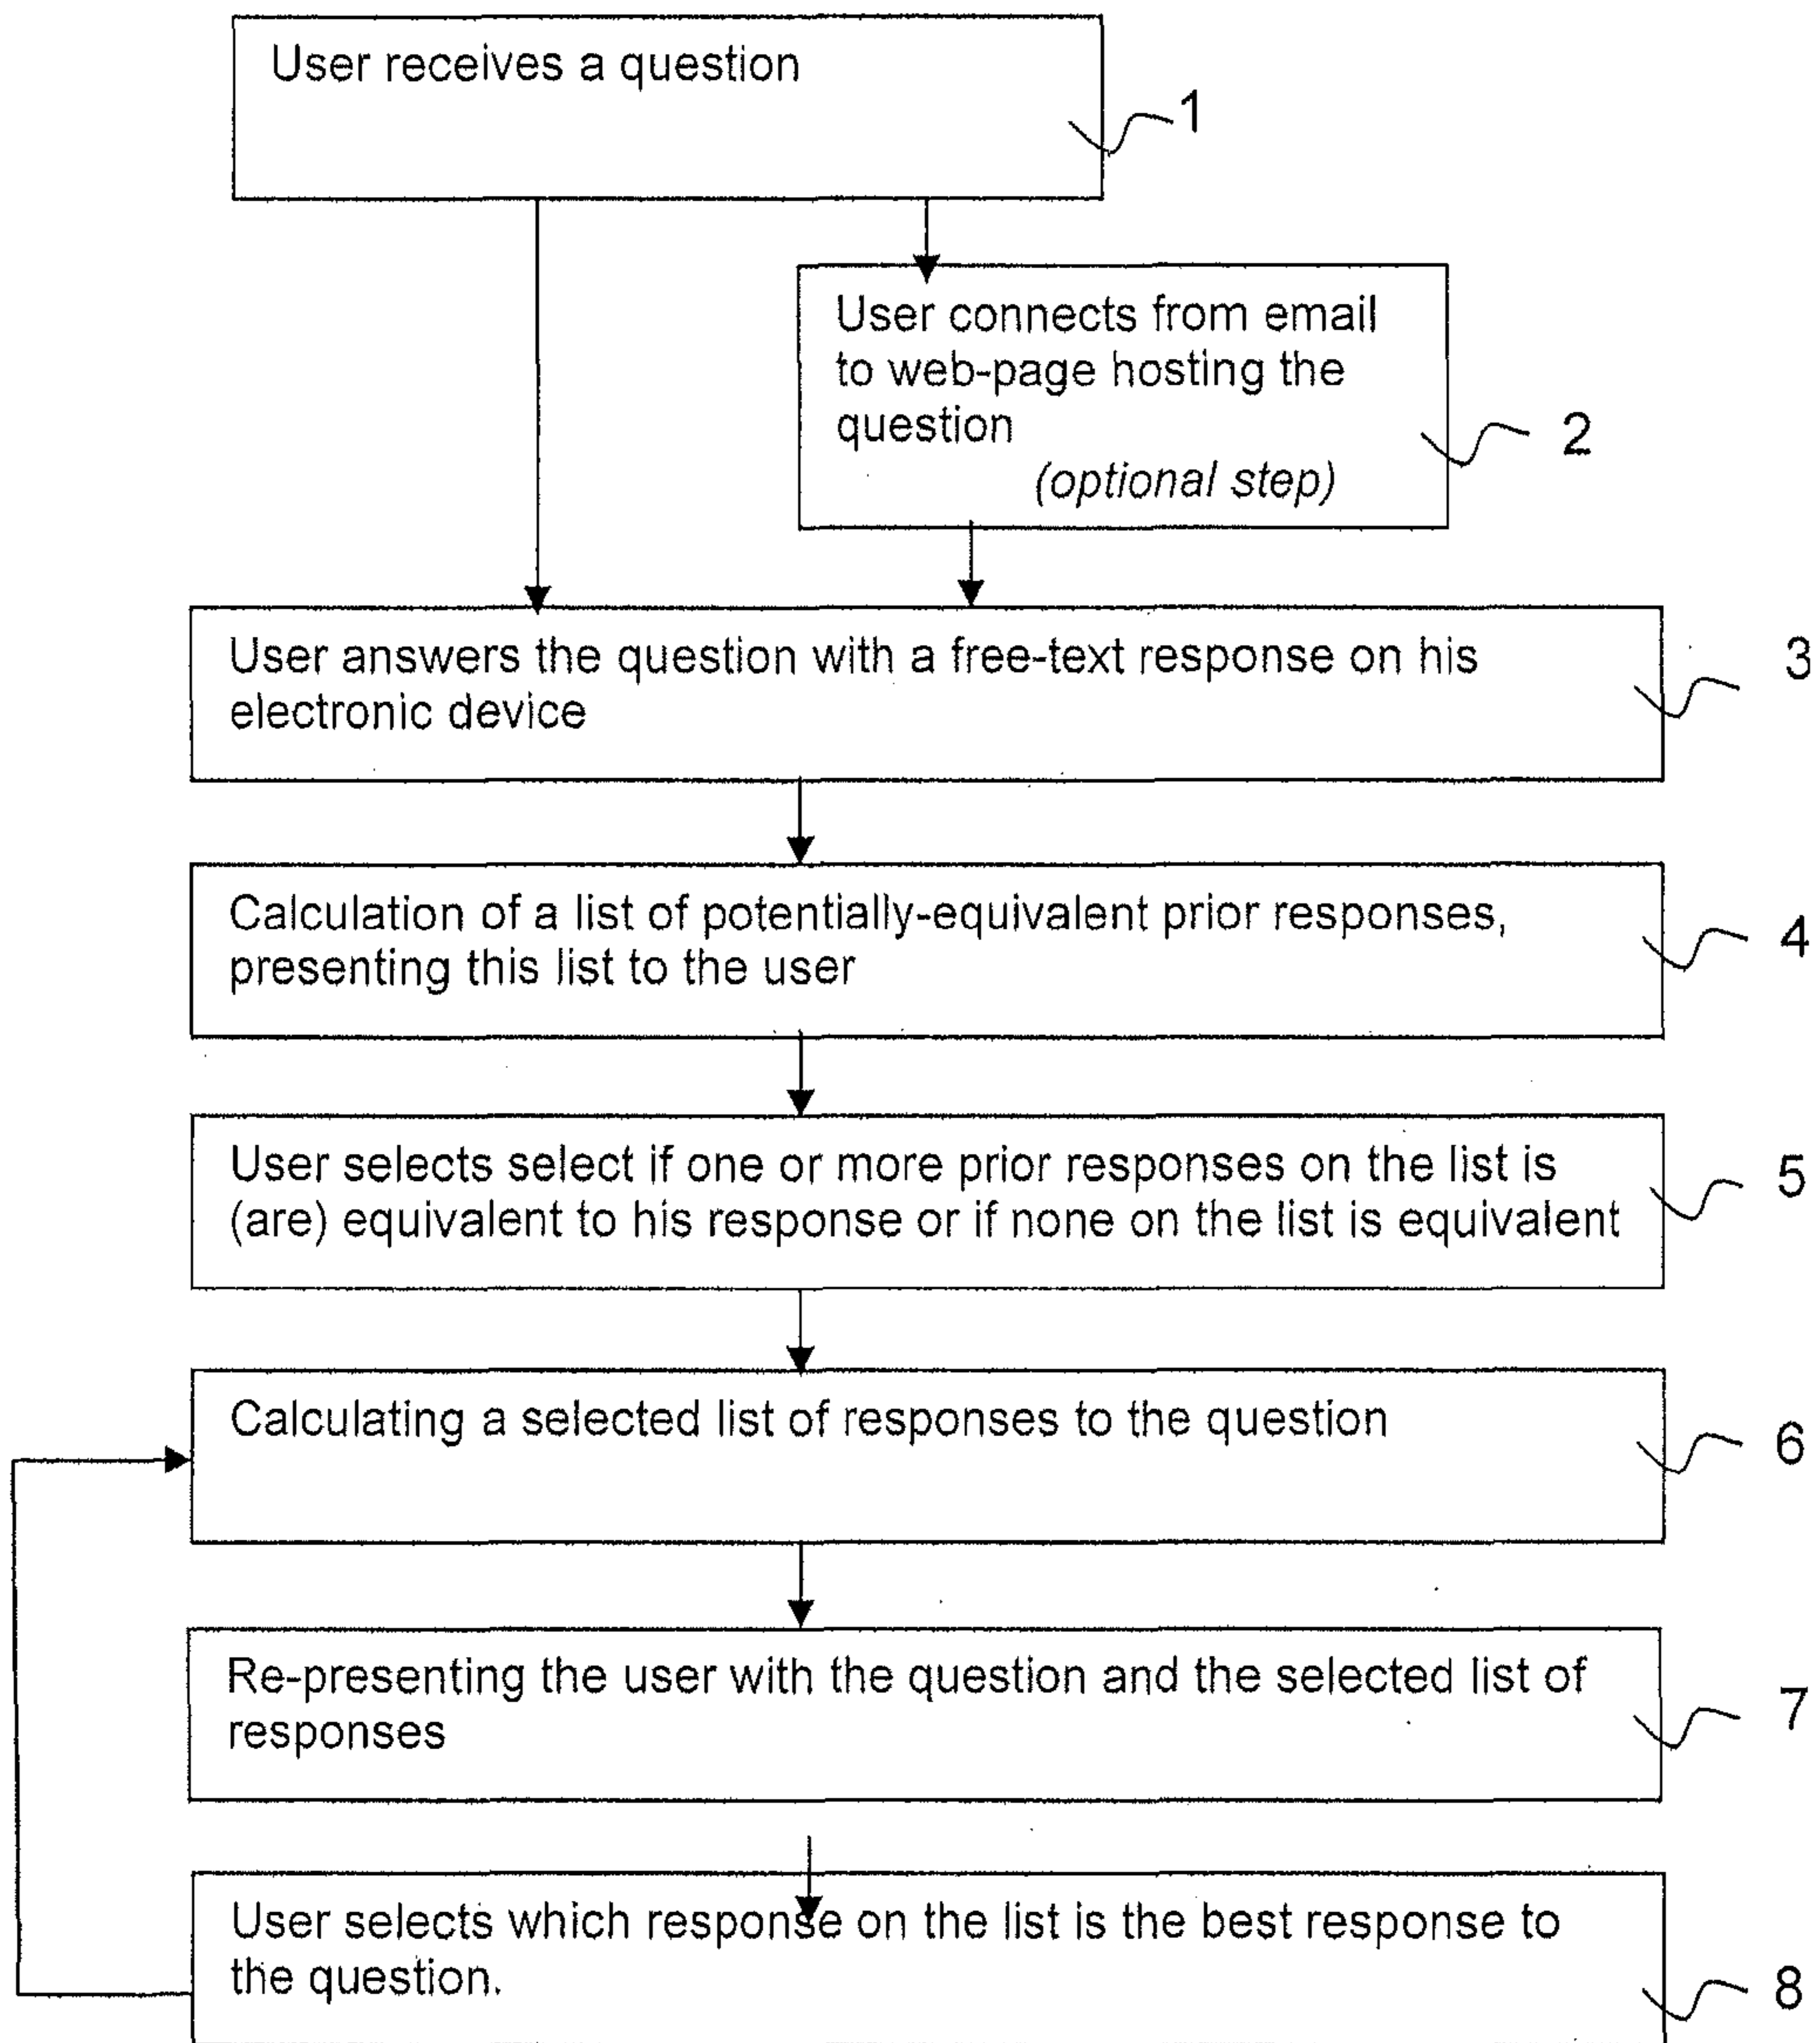 User receives a question
1
User connects from email
to web-page hosting the
question
(optional step)
2
User answers the question with a free-text response on his
electronic device
3
Calculation of a list of potentially-equivalent prior responses,
presenting this list to the user
4
User selects select if one or more prior responses on the list is
(are) equivalent to his response or if none on the list is equivalent
5
Calculating a selected list of responses to the question
6
Re-presenting the user with the question and the selected list of
responses
7
User selects which response on the list is the best response to
the question.
8